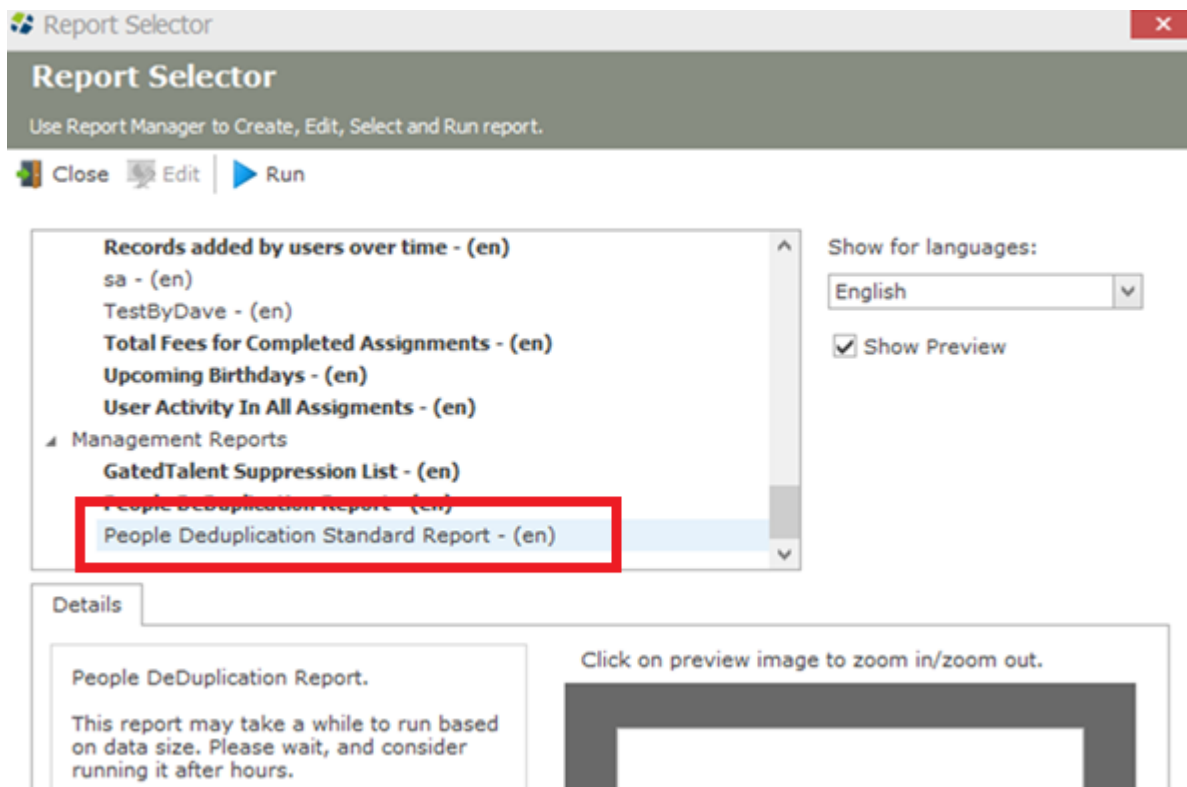 Report Selector
Report Selector
Use Report Manager to Create, Edit, Select and Run report.
Close Edit Run
Records added by users over time - (en)
Show for languages:
sa - (en)
English
TestByDave - (en)
Total Fees for Completed Assignments - (en)
Show Preview
Upcoming Birthdays - (en)
User Activity In All Assigments - (en)
Management Reports
GatedTalent Suppression List - (en)
People DeDuplication Report - (en)
People Deduplication Standard Report - (en)
Details
Click on preview image to zoom in/zoom out.
People DeDuplication Report.
This report may take a while to run based
on data size. Please wait, and consider
running it after hours.